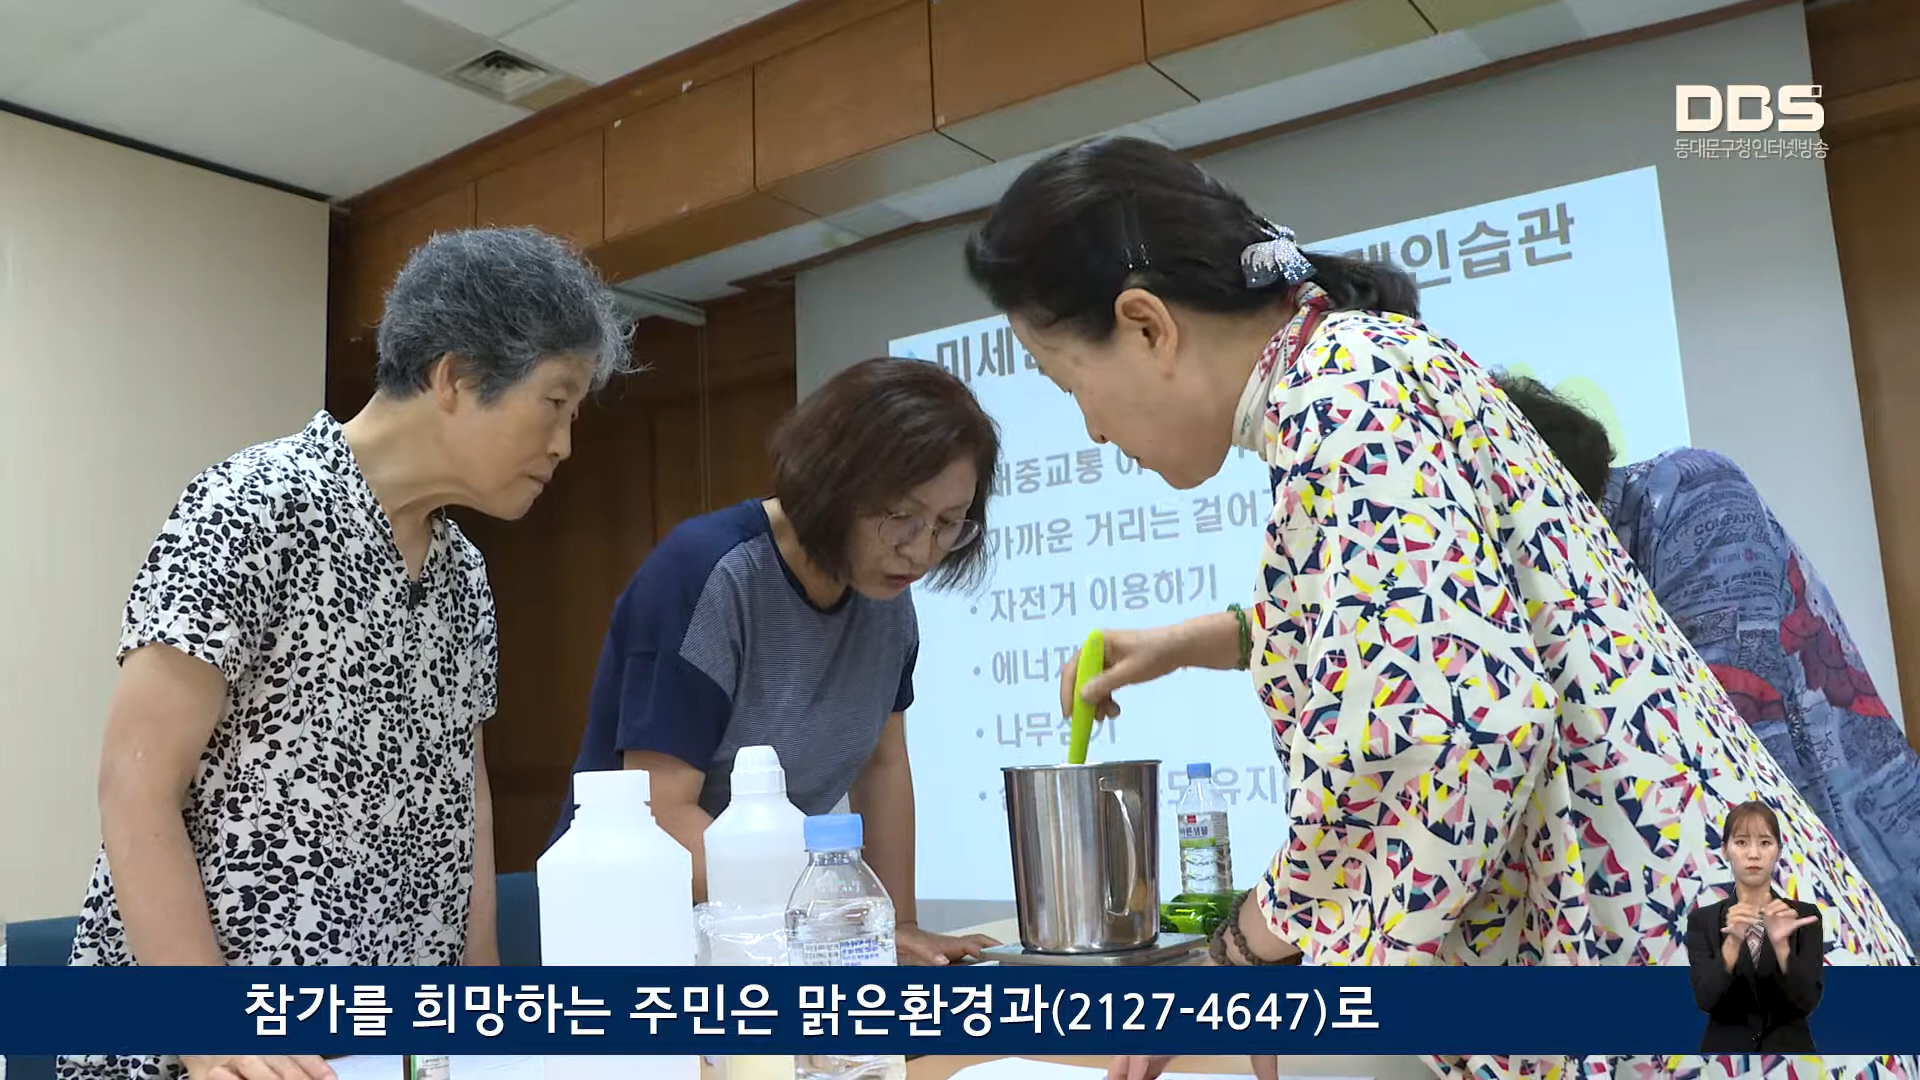 DBS
동대문구청인터넷방송
인습관
미세
대중교통
가까운 거리는 걸어
• 자전거 이용하기
• 에너지
• 나무심기
유지
COMPANY
참가를 희망하는 주민은 맑은환경과(2127-4647)로